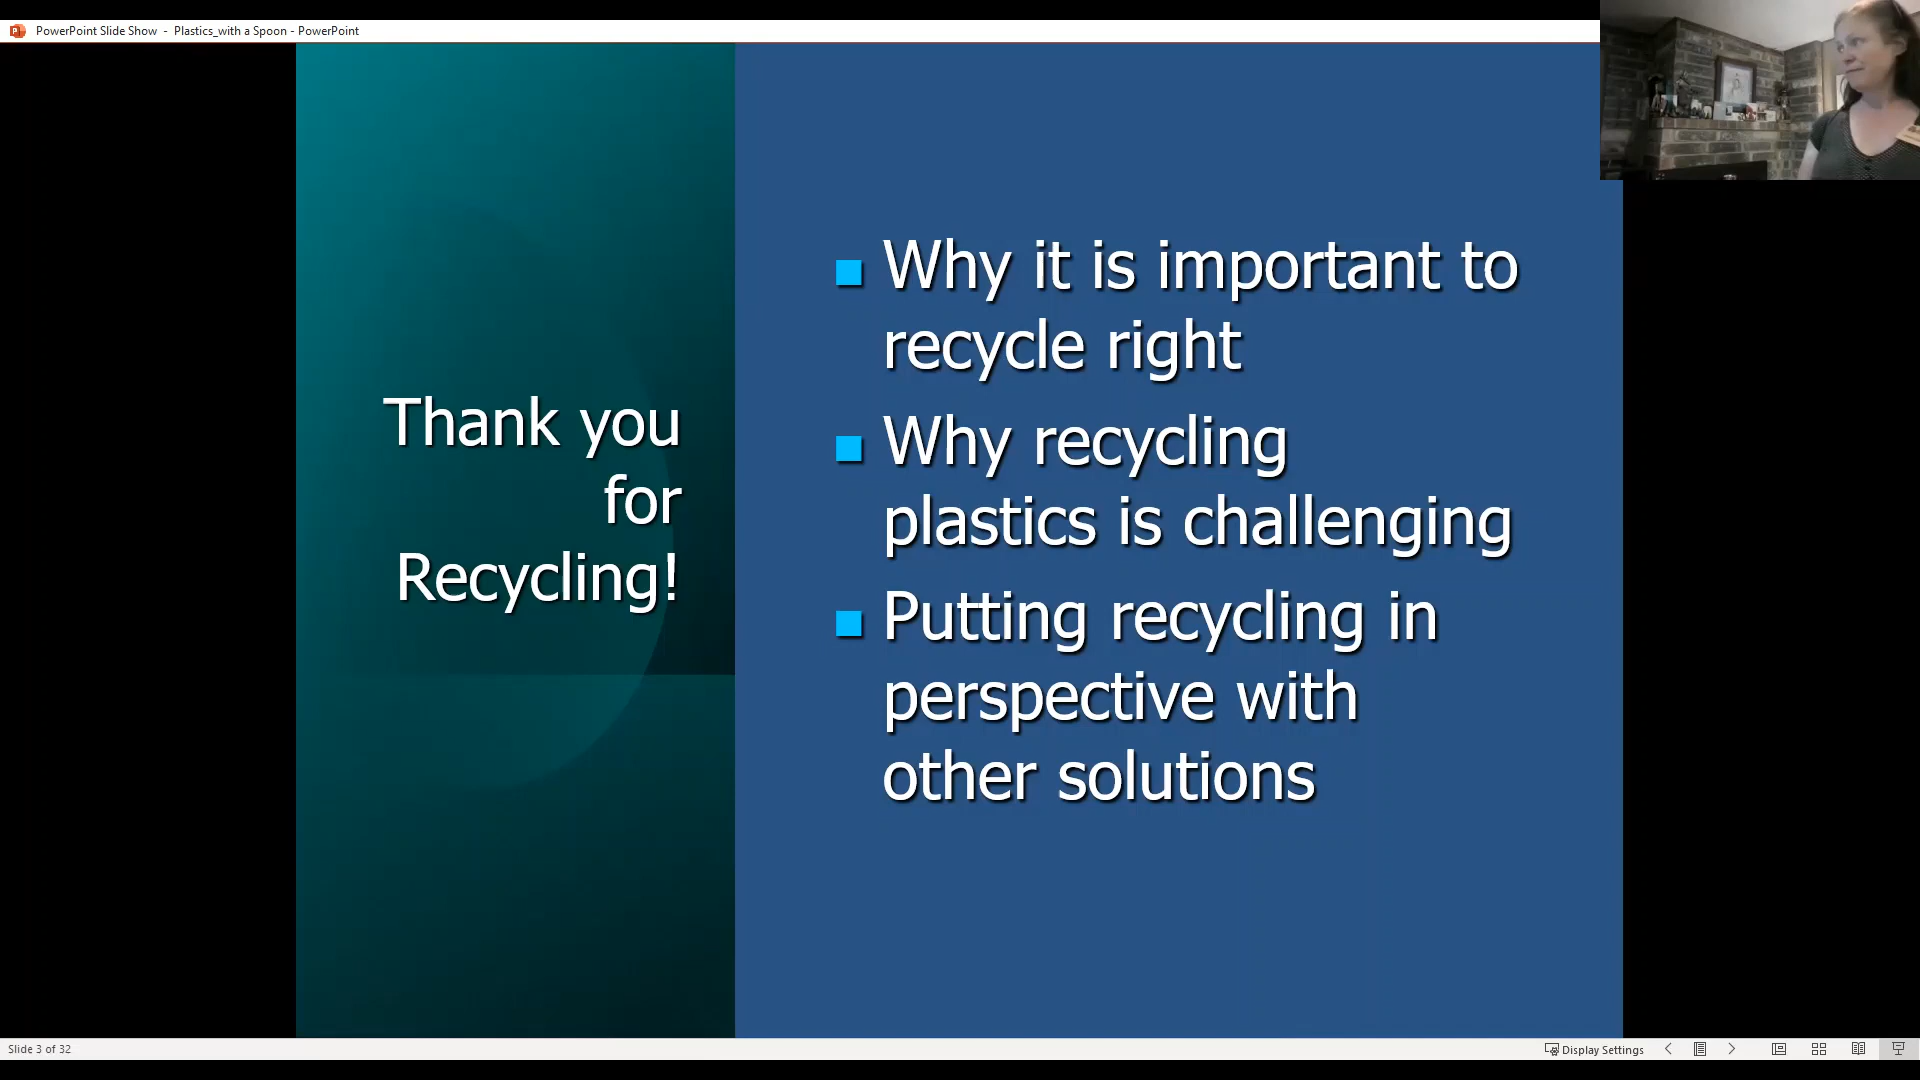 PowerPoint Slide Show - Plastics_with a Spoon - PowerPoint
Thank you
for
Recycling!
Why it is important to
recycle right
Why recycling
plastics is challenging
Putting recycling in
perspective with
other solutions
Slide 3 of 32
Display Settings